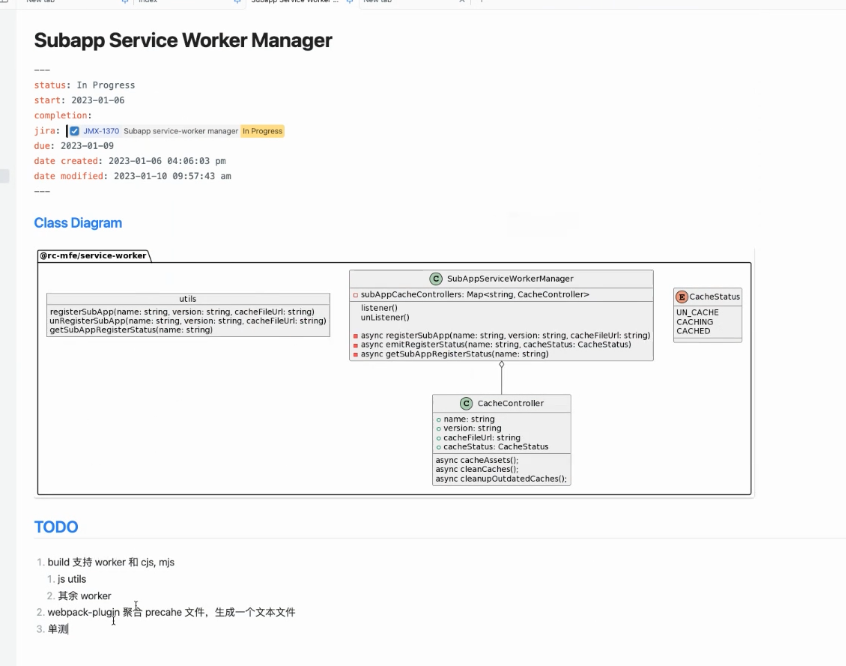 New tab
Index
Subapp Service Worker ...
New tab
Subapp Service Worker Manager
---
status: In Progress
start: 2023-01-06
completion:
jira: JMX-1370 Subapp service-worker manager In Progress
due: 2023-01-09
date created: 2023-01-06 04:06:03 pm
date modified: 2023-01-10 09:57:43 am
---
Class Diagram
@rc-mfe/service-worker
utils
registerSubApp(name: string, version: string, cacheFileUrl: string)
unRegisterSubApp(name: string, version: string, cacheFileUrl: string)
getSubAppRegisterStatus(name: string)
C SubAppServiceWorkerManager
subAppCacheControllers: Map<string, CacheController>
listener()
unListener()
async registerSubApp(name: string, version: string, cacheFileUrl: string)
async emitRegisterStatus(name: string, cacheStatus: CacheStatus)
async getSubAppRegisterStatus(name: string)
E CacheStatus
UN_CACHE
CACHING
CACHED
C CacheController
name: string
version: string
cacheFileUrl: string
cacheStatus: CacheStatus
async cacheAssets();
async cleanCaches();
async cleanupOutdatedCaches();
TODO
1. build 支持 worker 和 cjs, mjs
1. js utils
2. 其余 worker
2. webpack-plugin 聚合 precahe 文件，生成一个文本文件
3. 单测